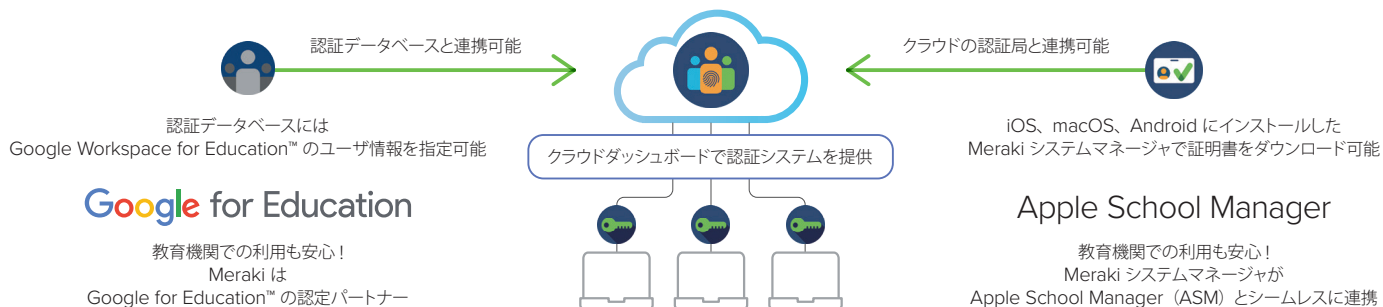 認証データベースと連携可能
クラウドの認証局と連携可能
認証データベースには
Google Workspace for Education™ のユーザ情報を指定可能
クラウドダッシュボードで認証システムを提供
iOS、macOS、Android にインストールした
Meraki システムマネージャで証明書をダウンロード可能
Google for Education
教育機関での利用も安心！
Meraki は
Google for Education™ の認定パートナー
Apple School Manager
教育機関での利用も安心！
Meraki システムマネージャが
Apple School Manager（ASM）とシームレスに連携